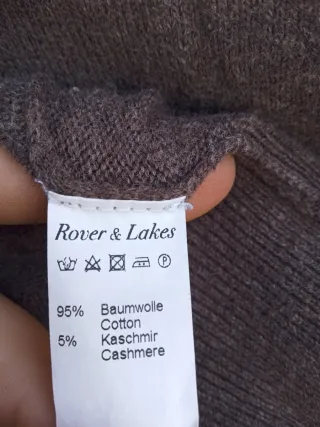 Rover & Lakes
P
95% Baumwolle
Cotton
5% Kaschmir
Cashmere